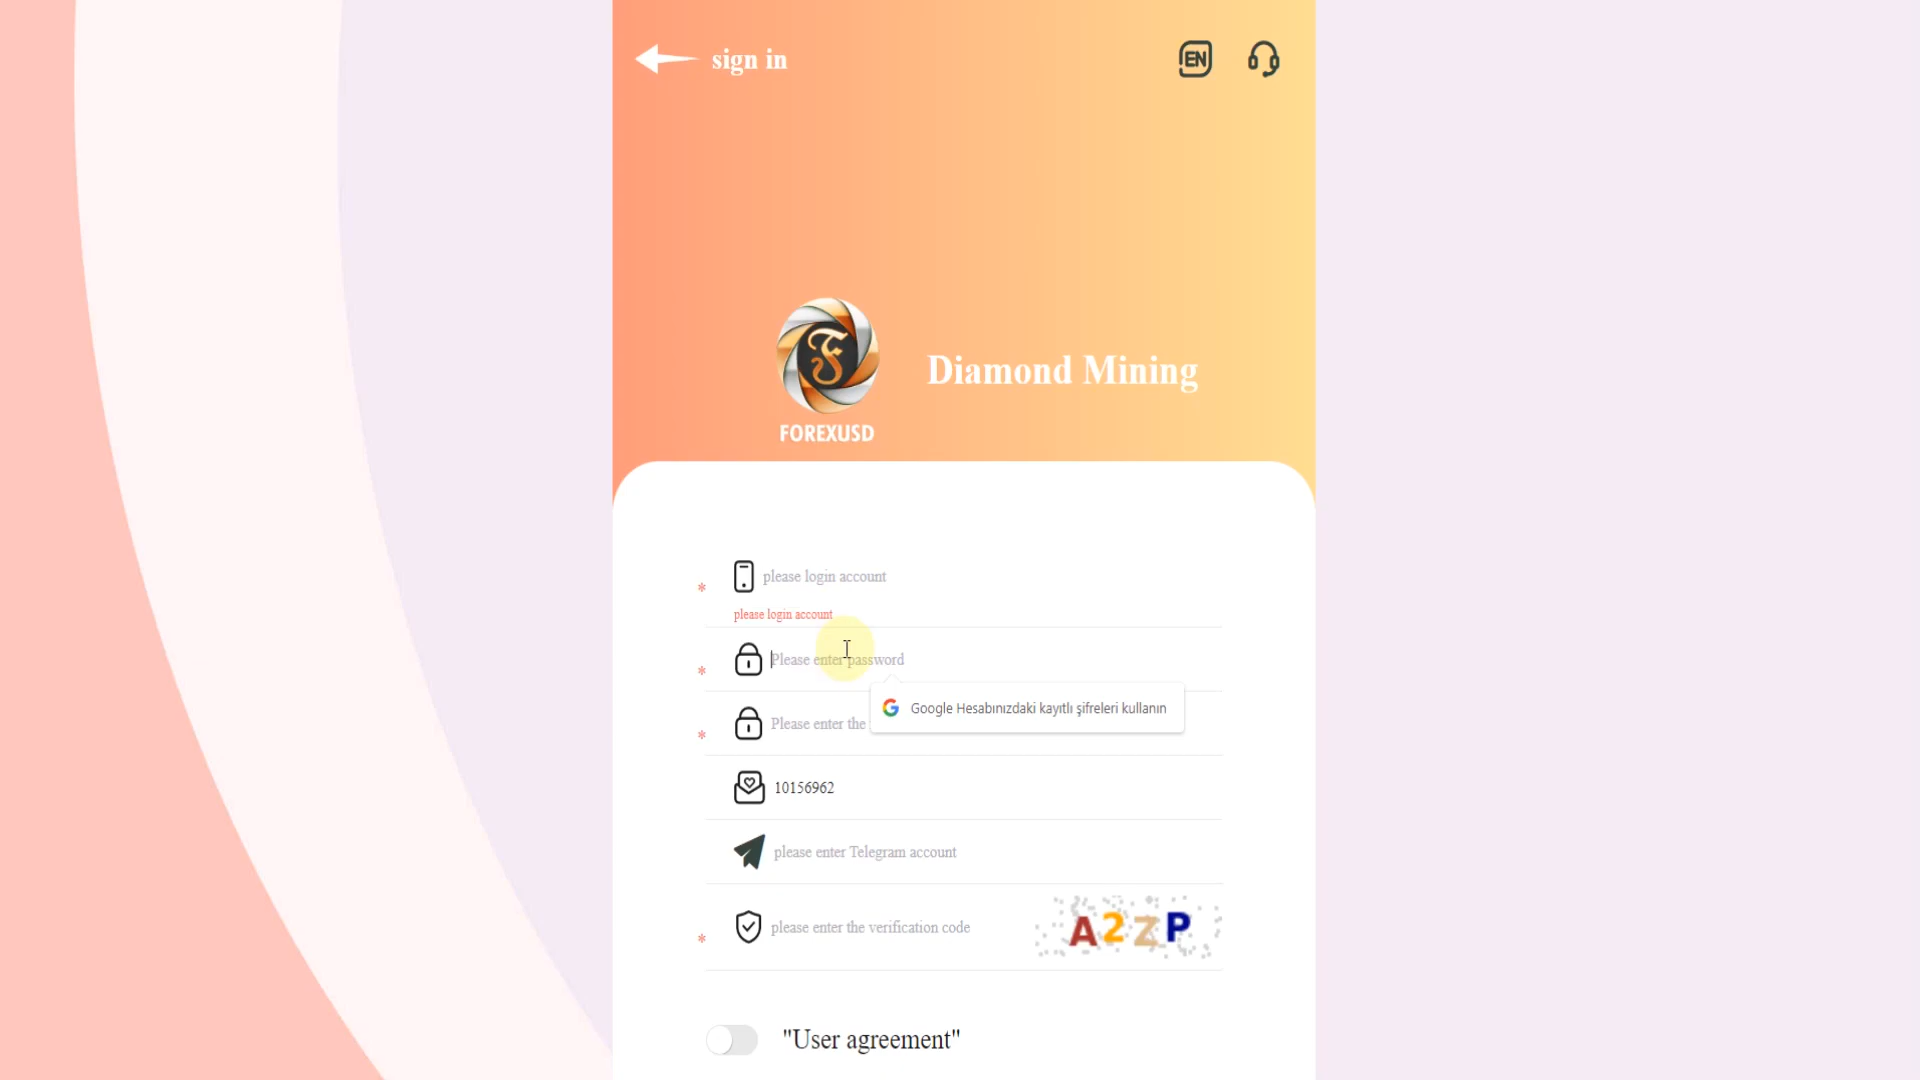 sign in
EN
Diamond Mining
FOREXUSD
* please login account
please login account
* Please enter password
Google Hesabınızdaki kayıtlı şifreleri kullanın
* Please enter the
10156962
please enter Telegram account
* please enter the verification code
A2ZP
"User agreement"